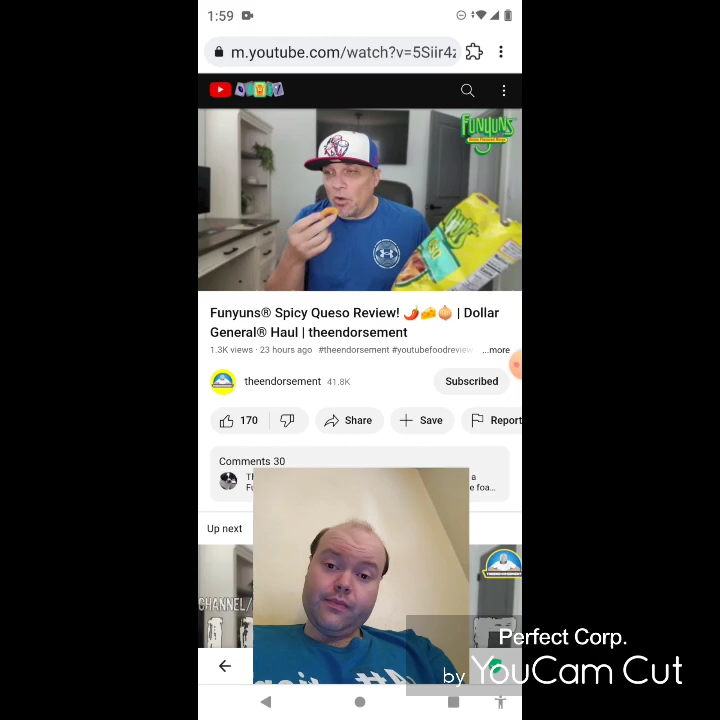 1:59
m.youtube.com/watch?v=5Siir4z
FUNYUNS
Funyuns® Spicy Queso Review! 🌶️🧀🧅 | Dollar
General® Haul | theendorsement
1.3K views · 23 hours ago #theendorsement #youtubefoodreview ...more
theendorsement 41.8K
Subscribed
170
Share
Save
Report
Comments 30
a
e foa...
Up next
CHANNEL/
Perfect Corp.
by YouCam Cut